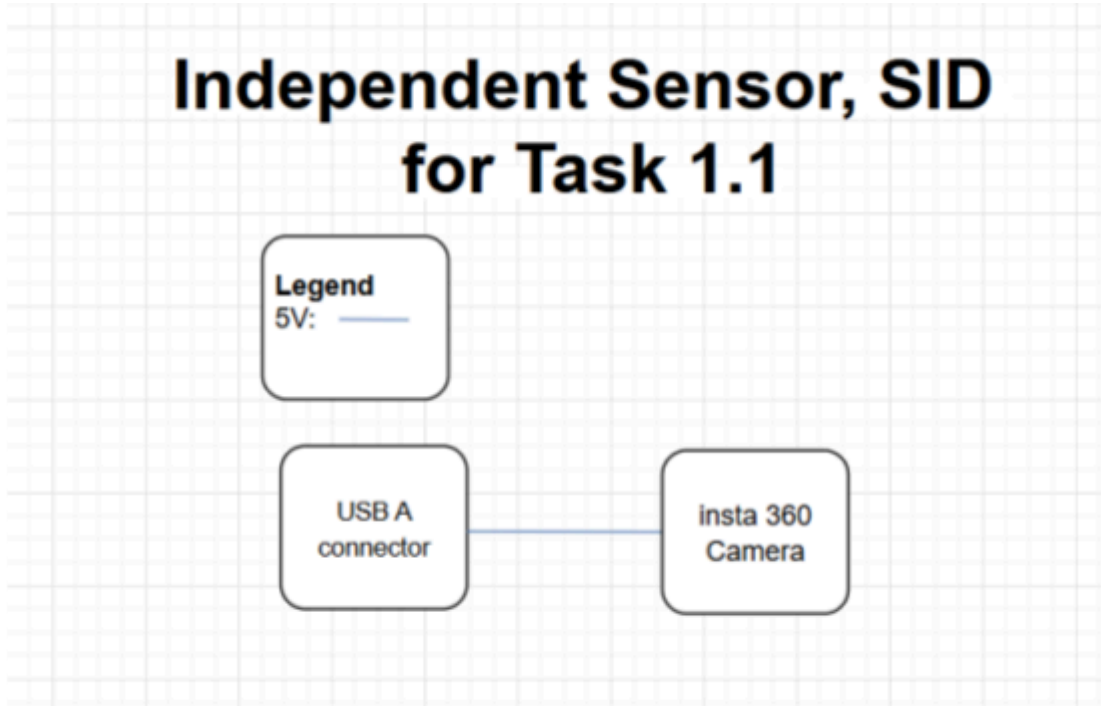 Independent Sensor, SID
for Task 1.1
Legend
5V:
USB A
connector
insta 360
Camera